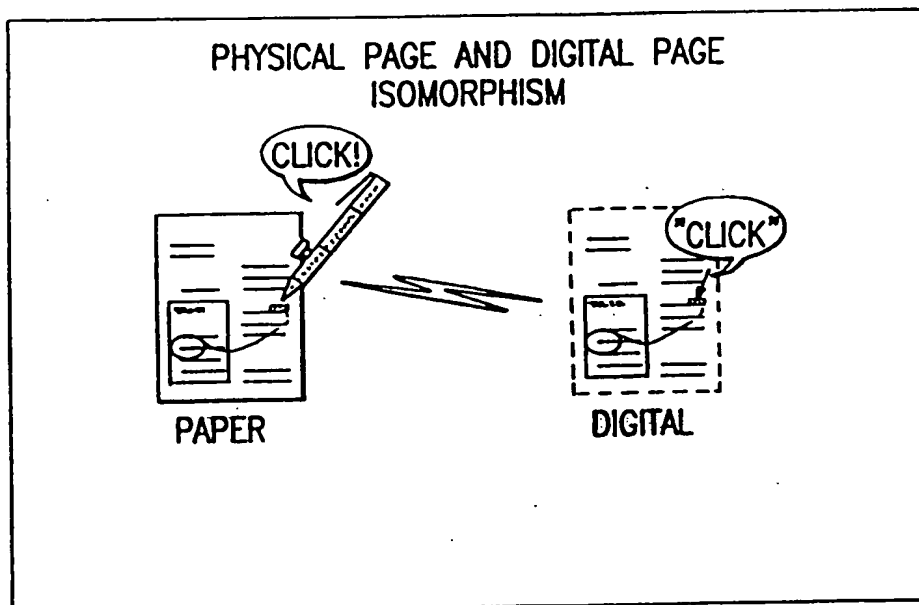 PHYSICAL PAGE AND DIGITAL PAGE
ISOMORPHISM
CLICK!
"CLICK"
PAPER
DIGITAL